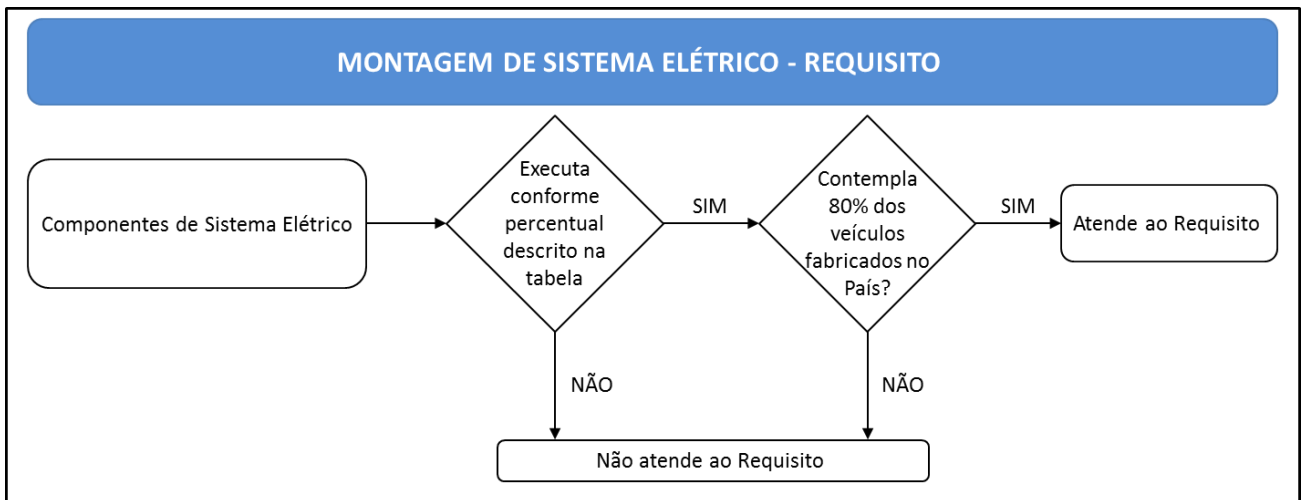 MONTAGEM DE SISTEMA ELÉTRICO - REQUISITO
Componentes de Sistema Elétrico
Executa
conforme
percentual
descrito na
tabela
SIM
Contempla
80% dos
veículos
fabricados no
País?
SIM
Atende ao Requisito
NÃO
NÃO
Não atende ao Requisito